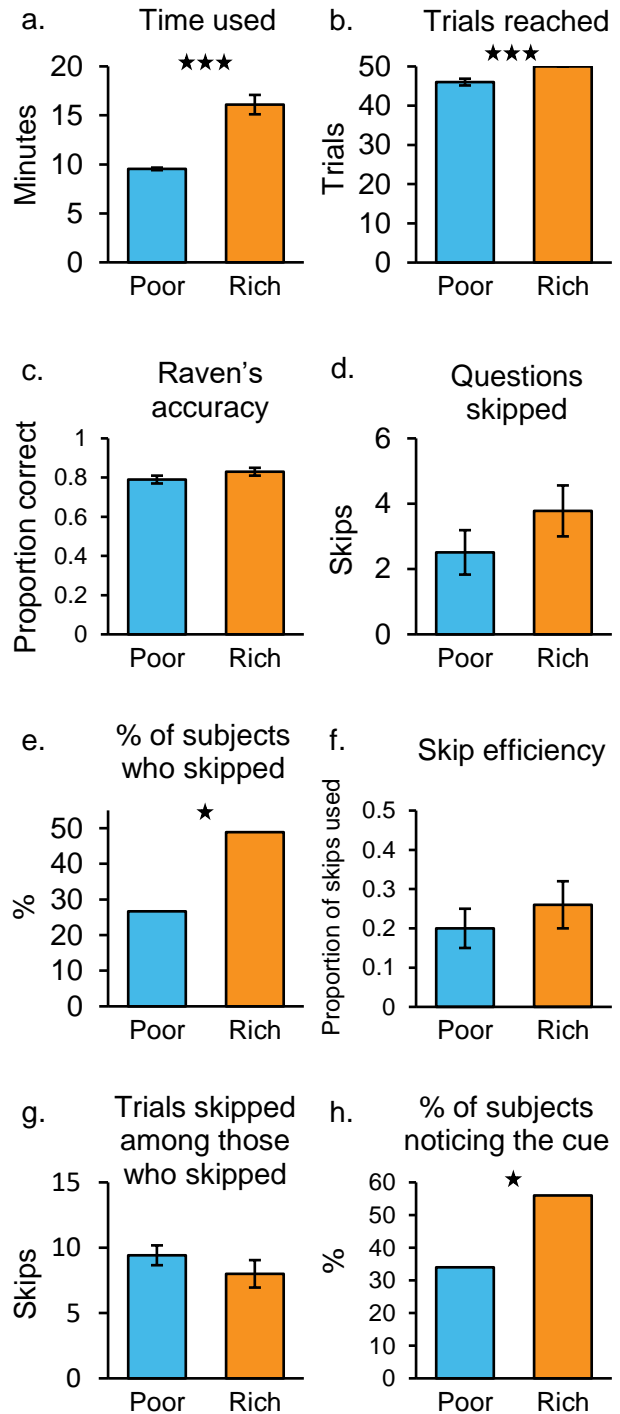 a. Time used
★★★
Minutes
20
15
10
5
0
Poor Rich
b. Trials reached
★★★
Trials
50
40
30
20
10
0
Poor Rich
c. Raven's
accuracy
Proportion correct
1
0.8
0.6
0.4
0.2
0
Poor Rich
d. Questions
skipped
Skips
6
4
2
0
Poor Rich
e. % of subjects
who skipped
★
%
50
40
30
20
10
0
Poor Rich
f. Skip efficiency
Proportion of skips used
0.5
0.4
0.3
0.2
0.1
0
Poor Rich
g. Trials skipped
among those
who skipped
Skips
15
10
5
0
Poor Rich
h. % of subjects
noticing the cue
★
%
60
50
40
30
20
10
0
Poor Rich